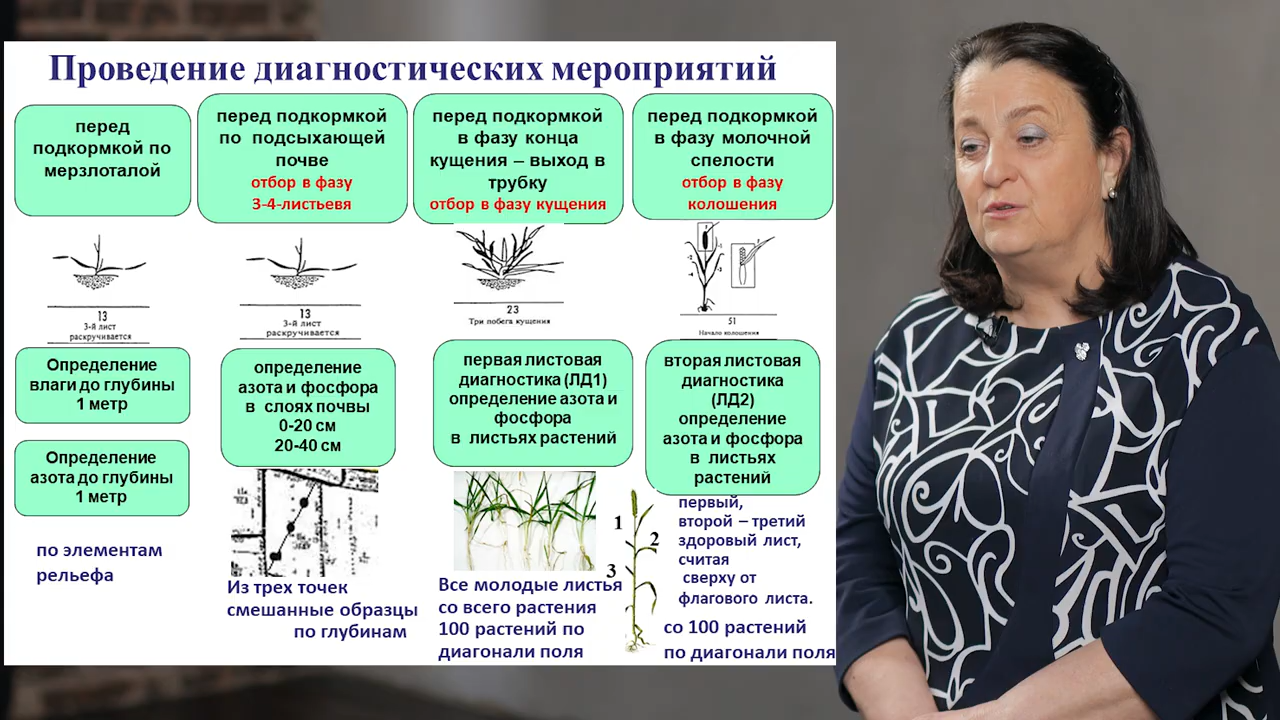 Проведение диагностических мероприятий
перед
подкормкой по
мерзлоталой
перед подкормкой
по подсыхающей
почве
отбор в фазу
3-4-листьевя
перед подкормкой
в фазу конца
кущения – выход в
трубку
отбор в фазу кущения
перед подкормкой
в фазу молочной
спелости
отбор в фазу
колошения
13
3-й лист
раскручивается
13
3-й лист
раскручивается
23
Три побега кущения
51
Начало колошения
Определение
влаги до глубины
1 метр
Определение
азота до глубины
1 метр
по элементам
рельефа
определение
азота и фосфора
в слоях почвы
0-20 см
20-40 см
Из трех точек
смешанные образцы
по глубинам
первая листовая
диагностика (ЛД1)
определение азота и
фосфора
в листьях растений
Все молодые листья
со всего растения
100 растений по
диагонали поля
вторая листовая
диагностика
(ЛД2)
определение
азота и фосфора
в листьях
растений
1
2
3
первый,
второй – третий
здоровый лист,
считая
сверху от
флагового листа.
со 100 растений
по диагонали поля